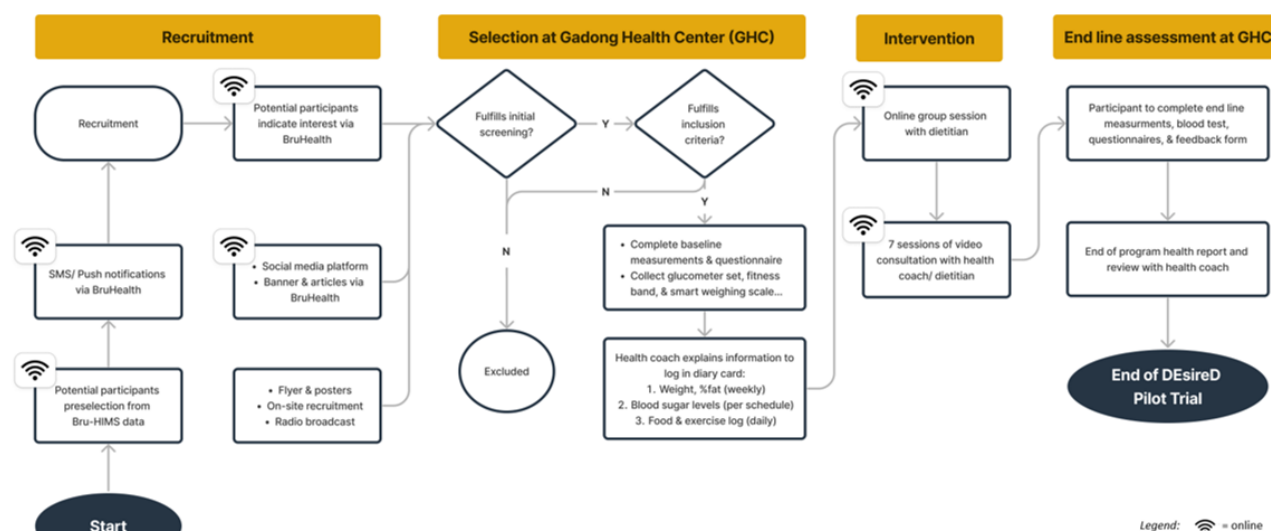 Recruitment
Selection at Gadong Health Center (GHC)
Intervention
End line assessment at GHC
Recruitment
Potential participants
indicate interest via
BruHealth
Fulfills initial
screening?
Y
Fulfills
inclusion
criteria?
Online group session
with dietitian
Participant to complete end line
measurments, blood test,
questionnaires, & feedback form
N
Y
N
SMS/ Push notifications
via BruHealth
• Social media platform
• Banner & articles via
BruHealth
• Complete baseline
measurements & questionnaire
• Collect glucometer set, fitness
band, & smart weighing scale...
7 sessions of video
consultation with health
coach/ dietitian
End of program health report and
review with health coach
Potential participants
preselection from
Bru-HIMS data
• Flyer & posters
• On-site recruitment
• Radio broadcast
Excluded
Health coach explains information to
log in diary card:
1. Weight, %fat (weekly)
2. Blood sugar levels (per schedule)
3. Food & exercise log (daily)
End of DEsireD
Pilot Trial
Start
Legend: = online